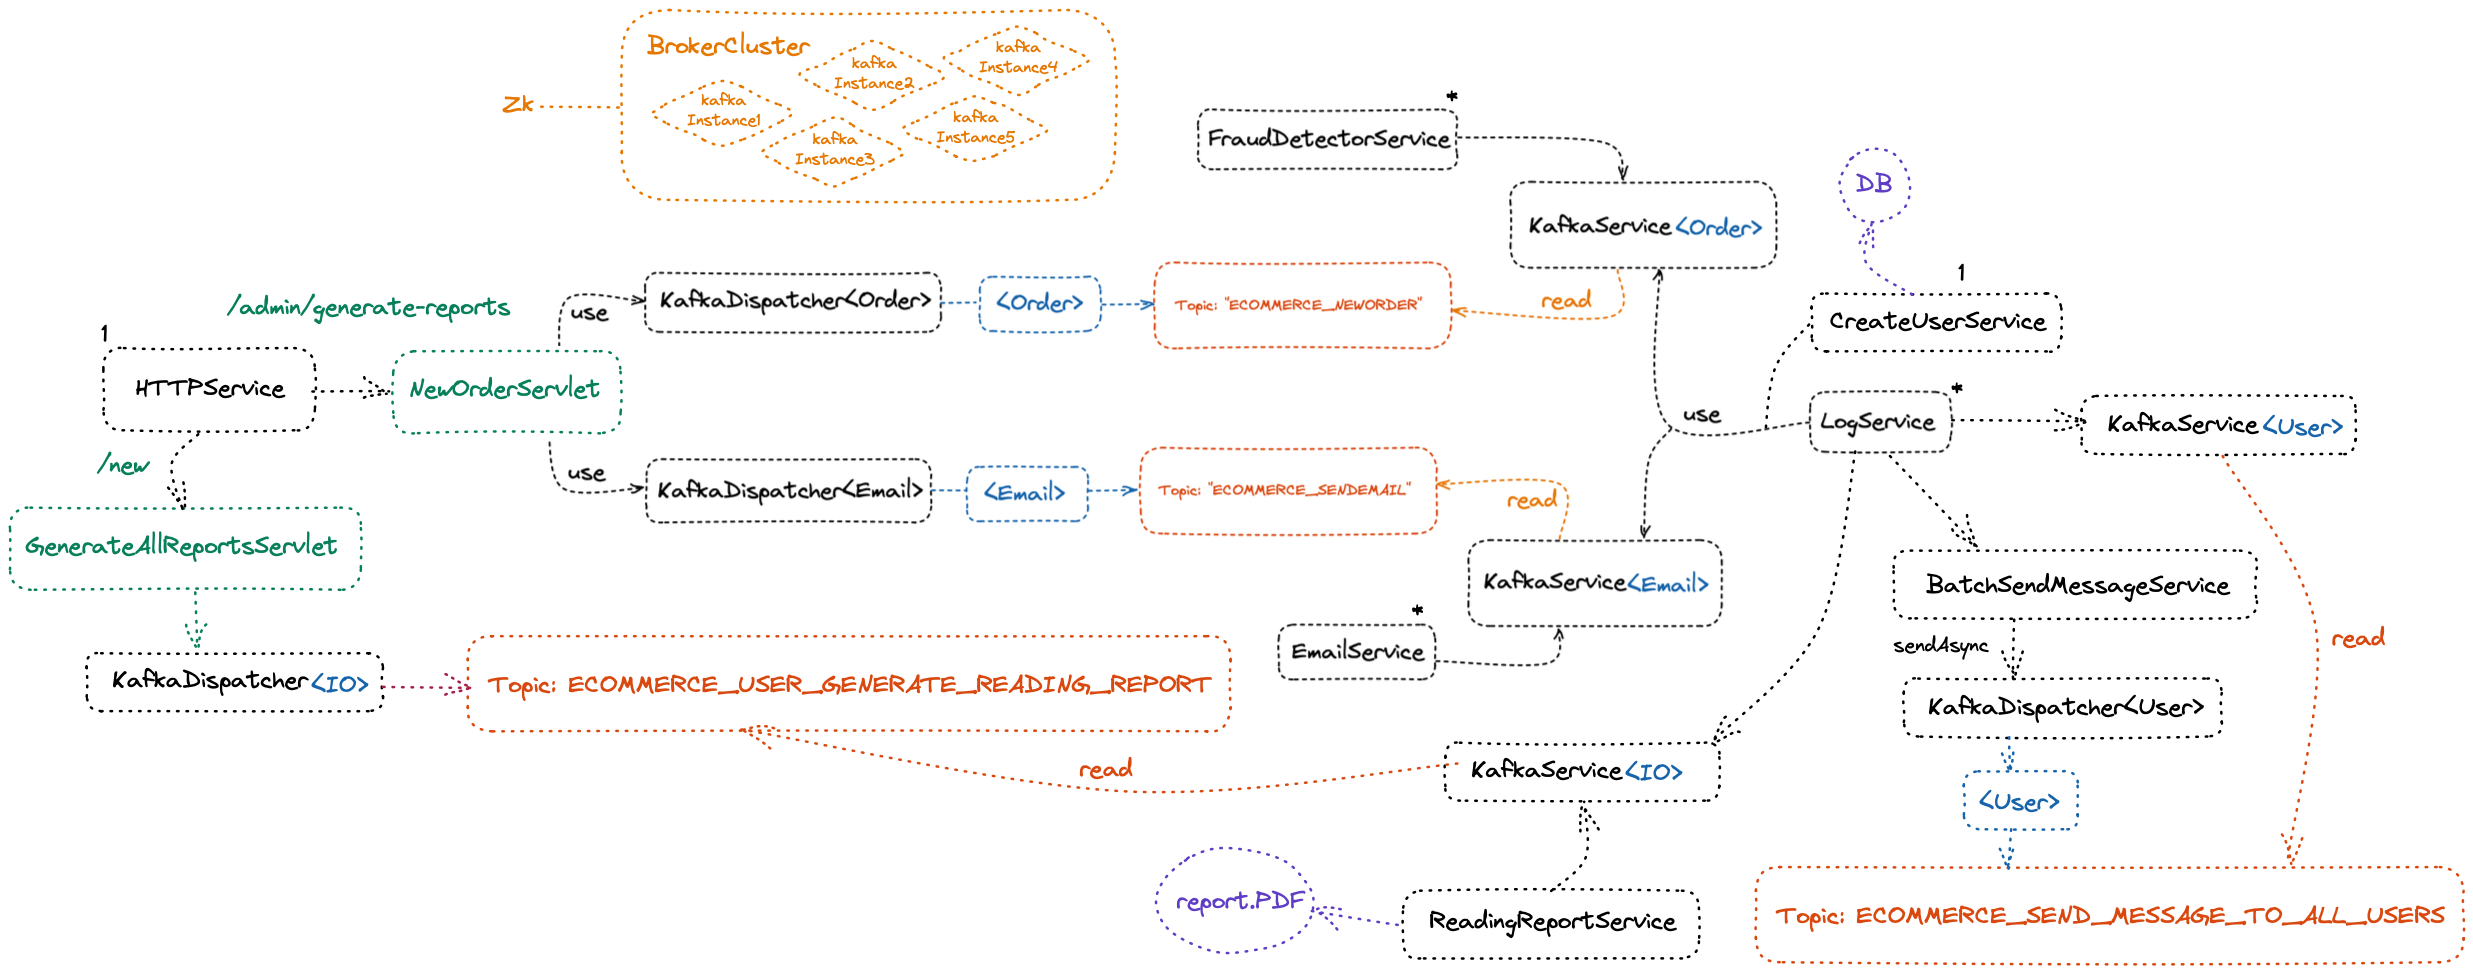 BrokerCluster
kafka
Instance1
kafka
Instance2
kafka
Instance3
kafka
Instance4
kafka
Instance5
Zk
*
FraudDetectorService
KafkaService<Order>
DB
1
CreateUserService
/admin/generate-reports
1
HTTPService
NewOrderServlet
use
KafkaDispatcher<Order>
<Order>
Topic: "ECOMMERCE_NEWORDER"
read
use
KafkaDispatcher<Email>
<Email>
Topic: "ECOMMERCE_SENDEMAIL"
read
use
LogService
*
KafkaService<User>
/new
GenerateAllReportsServlet
KafkaService<Email>
*
EmailService
BatchSendMessageService
sendAsync
read
KafkaDispatcher<IO>
Topic: ECOMMERCE_USER_GENERATE_READING_REPORT
KafkaDispatcher<User>
read
KafkaService<IO>
<User>
report.PDF
ReadingReportService
Topic: ECOMMERCE_SEND_MESSAGE_TO_ALL_USERS